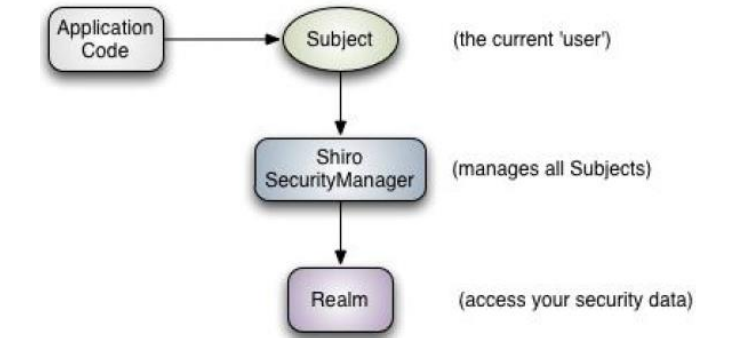 Application
Code
Subject
(the current 'user')
Shiro
SecurityManager
(manages all Subjects)
Realm
(access your security data)